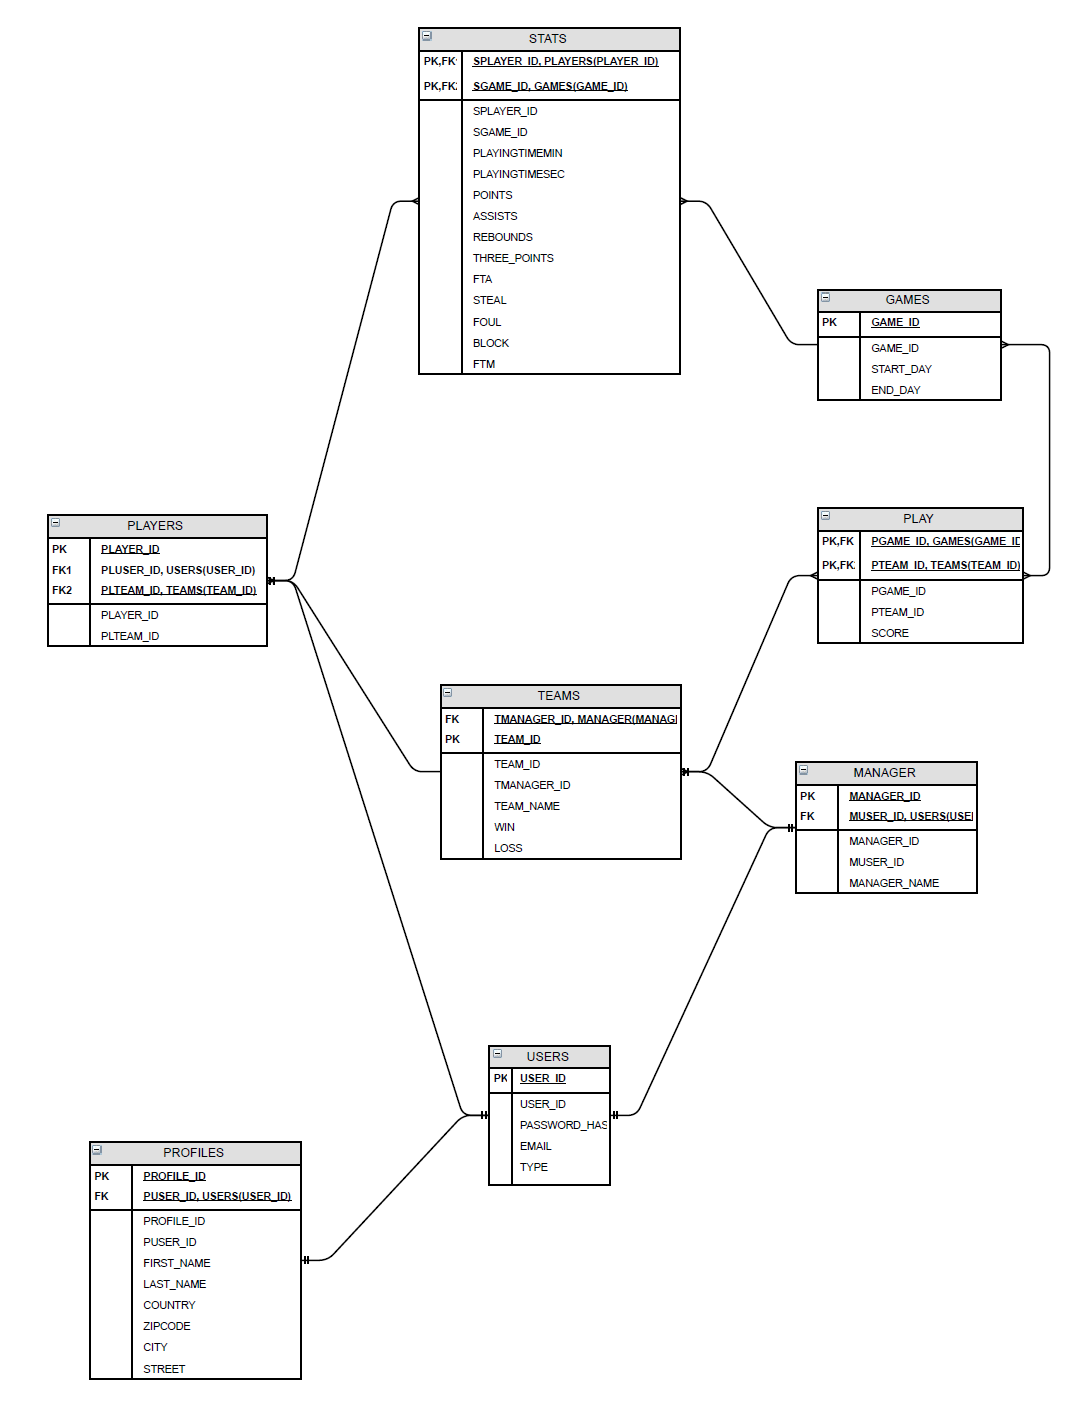 STATS
PK,FK SPLAYER_ID, PLAYERS(PLAYER_ID)
PK,FK SGAME_ID, GAMES(GAME_ID)
SPLAYER_ID
SGAME_ID
PLAYINGTIMEMIN
PLAYINGTIMESEC
POINTS
ASSISTS
REBOUNDS
THREE_POINTS
FTA
STEAL
FOUL
BLOCK
FTM
GAMES
PK GAME_ID
GAME_ID
START_DAY
END_DAY
PLAYERS
PK PLAYER_ID
FK1 PLUSER_ID, USERS(USER_ID)
FK2 PLTEAM_ID, TEAMS(TEAM_ID)
PLAYER_ID
PLTEAM_ID
PLAY
PK,FK PGAME_ID, GAMES(GAME_ID
PK,FK PTEAM_ID, TEAMS(TEAM_ID)
PGAME_ID
PTEAM_ID
SCORE
TEAMS
FK TMANAGER_ID, MANAGER(MANAG
PK TEAM_ID
TEAM_ID
TMANAGER_ID
TEAM_NAME
WIN
LOSS
MANAGER
PK MANAGER_ID
FK MUSER_ID, USERS(USE
MANAGER_ID
MUSER_ID
MANAGER_NAME
USERS
PK USER_ID
USER_ID
PASSWORD_HAS
EMAIL
TYPE
PROFILES
PK PROFILE_ID
FK PUSER_ID, USERS(USER_ID)
PROFILE_ID
PUSER_ID
FIRST_NAME
LAST_NAME
COUNTRY
ZIPCODE
CITY
STREET